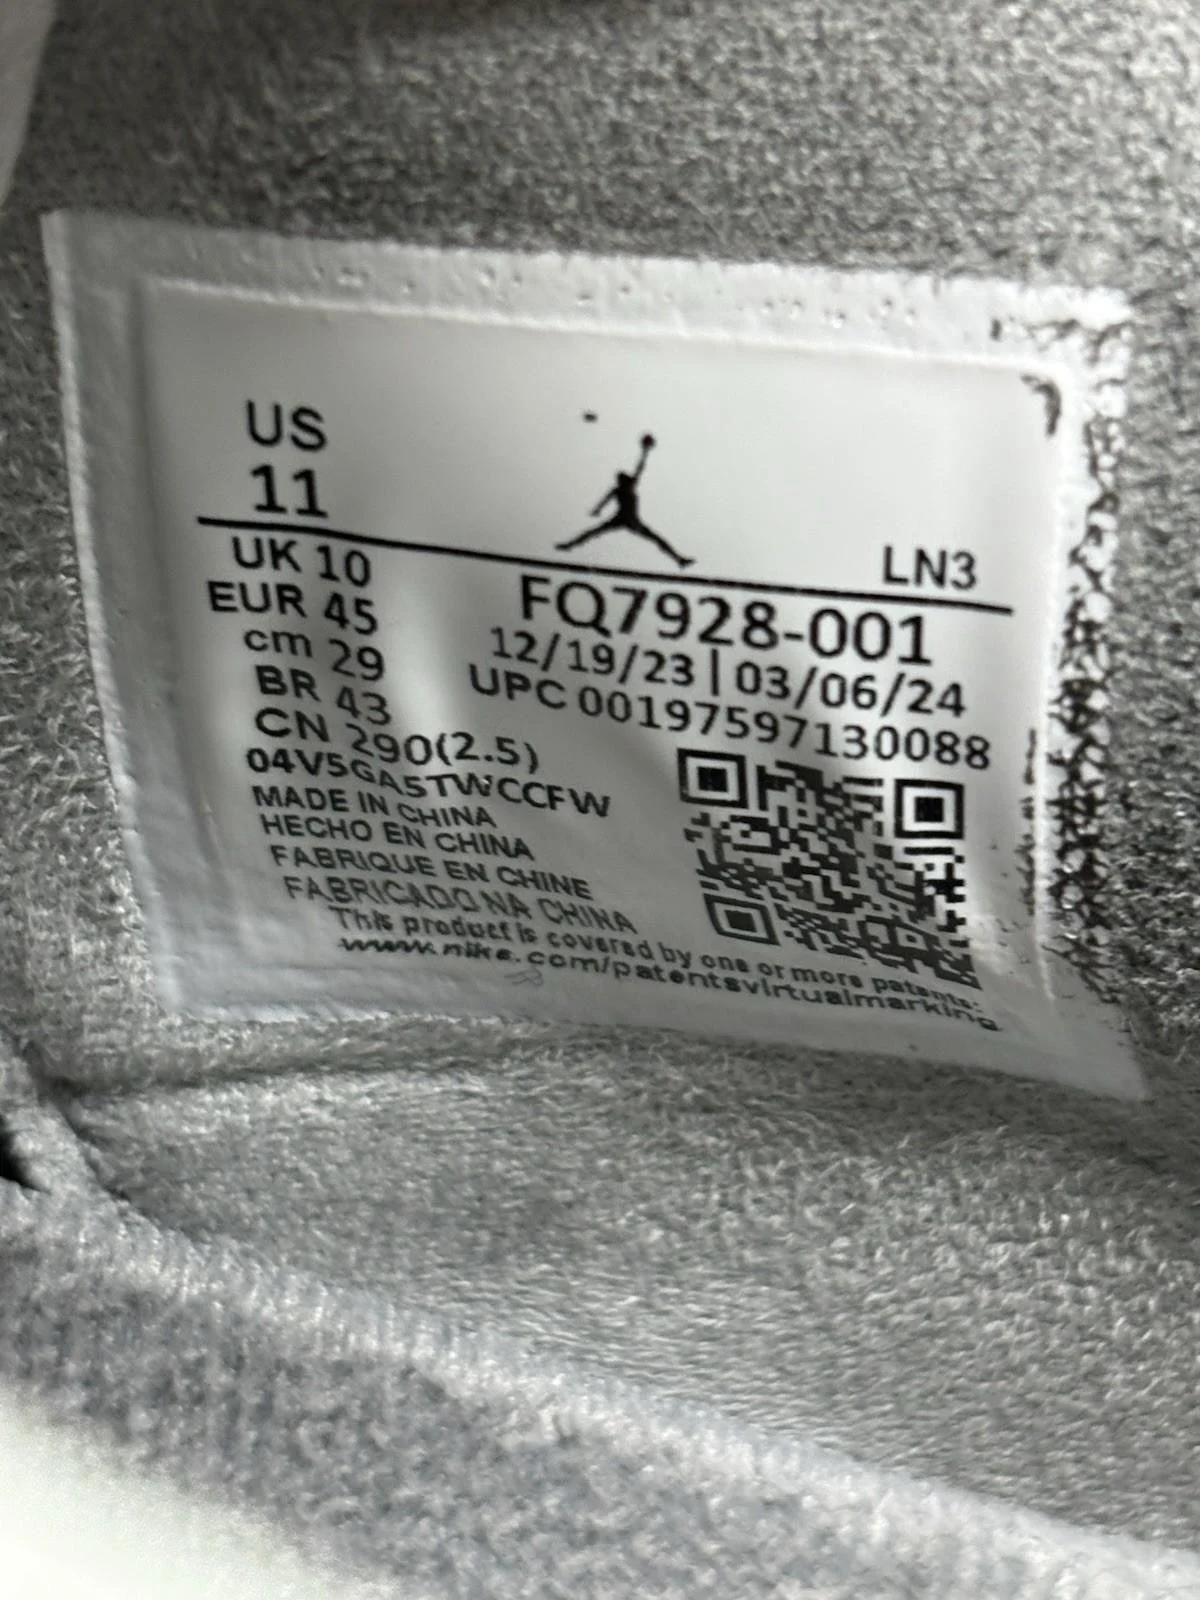 US
11
LN3
UK 10
EUR 45
cm 29
BR 43
CN 290(2.5)
FQ7928-001
12/19/23 | 03/06/24
UPC 00197597130088
04V5GA5TWCCFW
MADE IN CHINA
HECHO EN CHINA
FABRIQUE EN CHINE
FABRICADO NA CHINA
This product is covered by one or more patents:
www.nike.com/patentsvirtualmarking